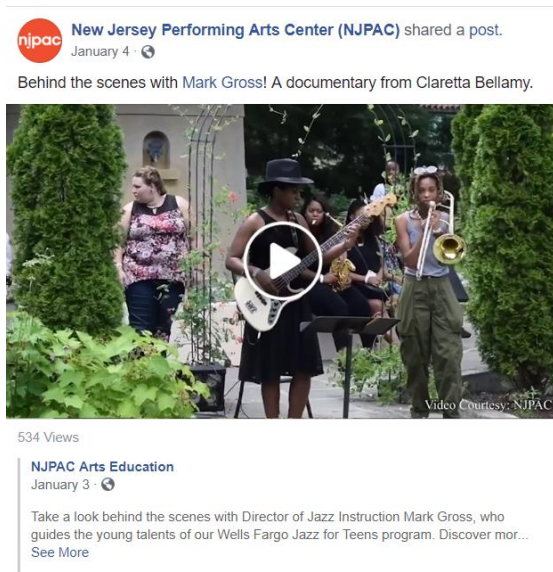 njpac
New Jersey Performing Arts Center (NJPAC) shared a post.
January 4 ·
Behind the scenes with Mark Gross! A documentary from Claretta Bellamy.
Video Courtesy: NJPAC
534 Views
NJPAC Arts Education
January 3 ·
Take a look behind the scenes with Director of Jazz Instruction Mark Gross, who
guides the young talents of our Wells Fargo Jazz for Teens program. Discover mor...
See More